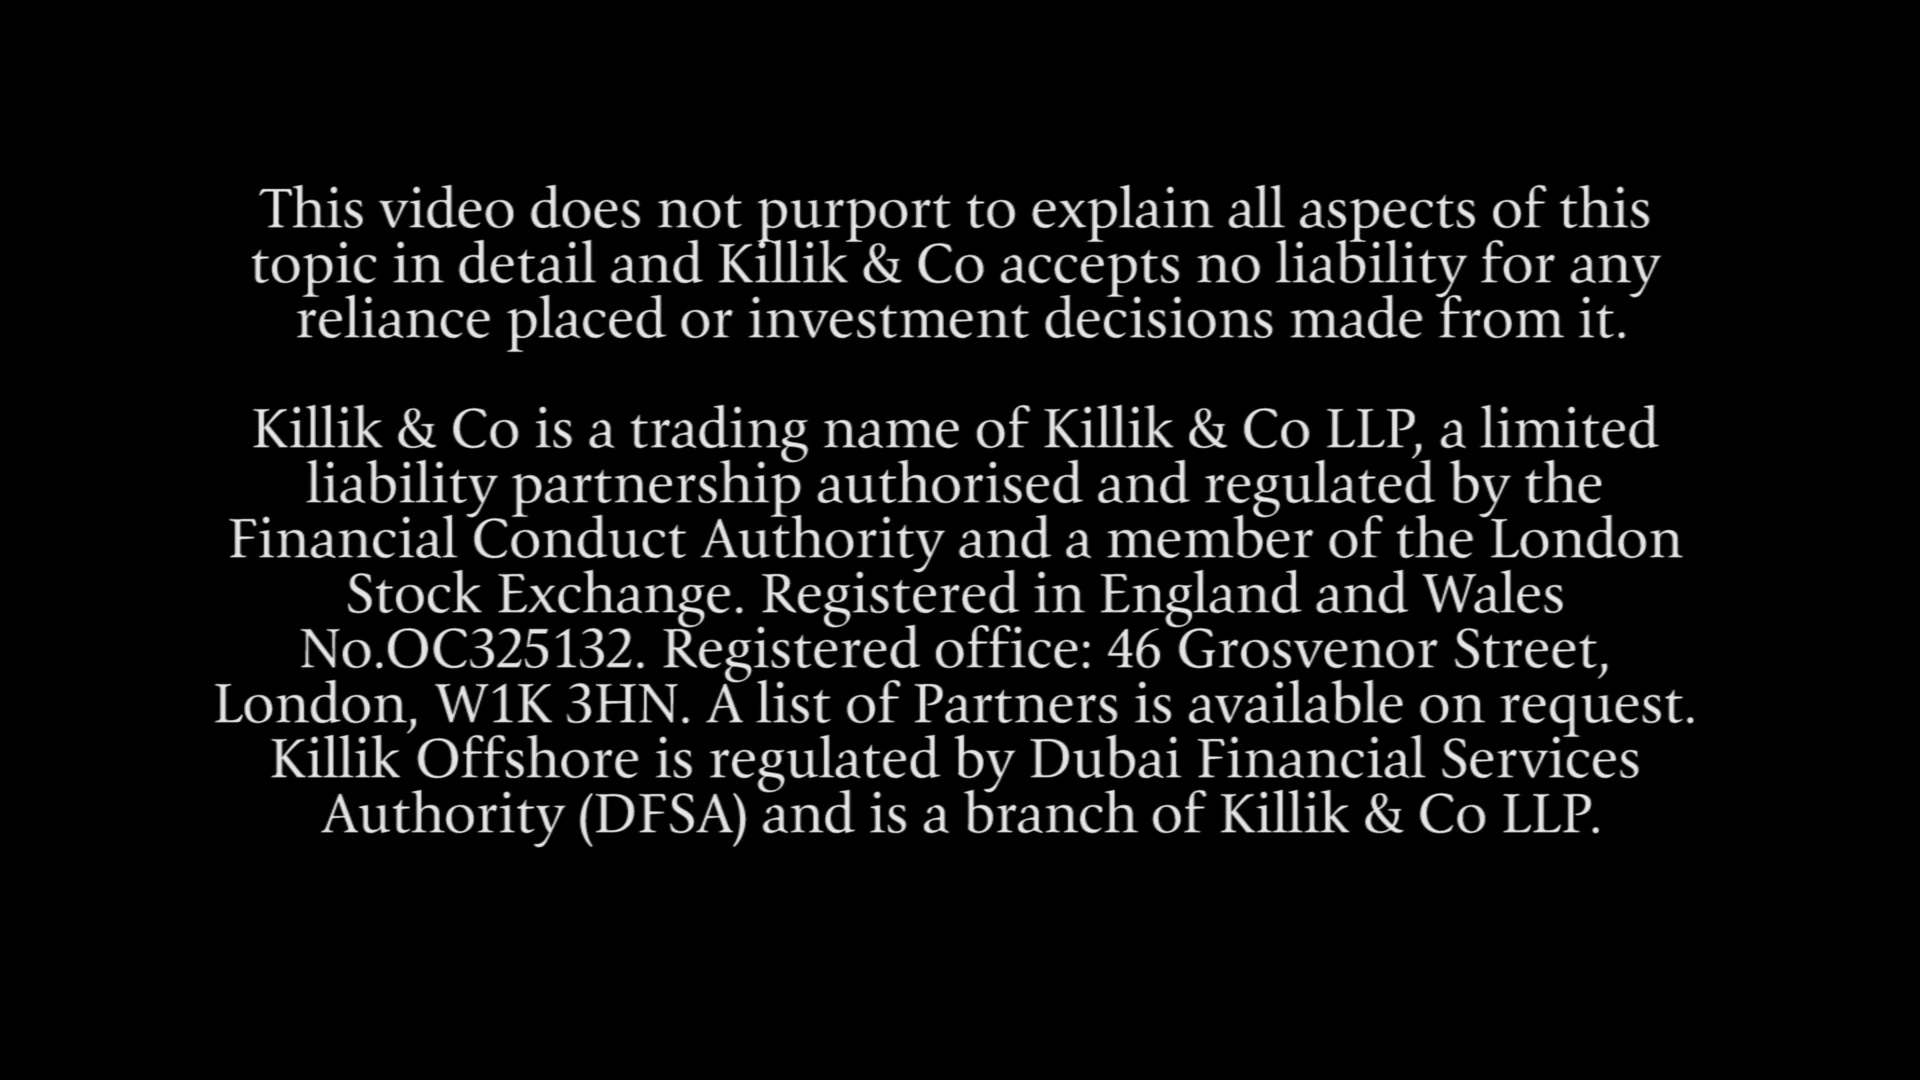 This video does not purport to explain all aspects of this
topic in detail and Killik & Co accepts no liability for any
reliance placed or investment decisions made from it.
Killik & Co is a trading name of Killik & Co LLP, a limited
liability partnership authorised and regulated by the
Financial Conduct Authority and a member of the London
Stock Exchange. Registered in England and Wales
No.OC325132. Registered office: 46 Grosvenor Street,
London, W1K 3HN. A list of Partners is available on request.
Killik Offshore is regulated by Dubai Financial Services
Authority (DFSA) and is a branch of Killik & Co LLP.